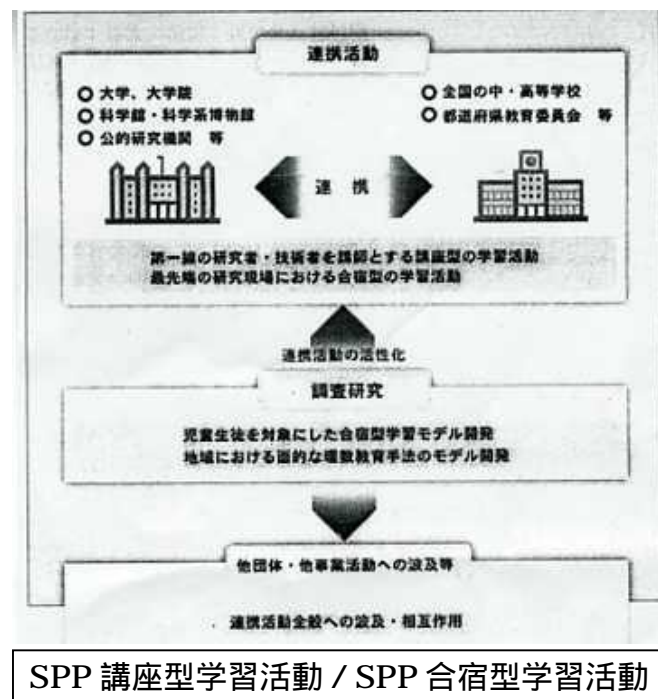 連携活動
○ 大学、大学院
○ 科学館・科学系博物館
○ 公的研究機関 等
○ 全国の中・高等学校
○ 都道府県教育委員会 等
連 携
第一線の研究者・技術者を講師とする講座型の学習活動
最先端の研究現場における合宿型の学習活動
連携活動の活性化
調査研究
児童生徒を対象にした合宿型学習モデル開発
地域における面的な理数教育手法のモデル開発
他団体・他事業活動への波及等
連携活動全般への波及・相互作用
SPP 講座型学習活動 / SPP 合宿型学習活動